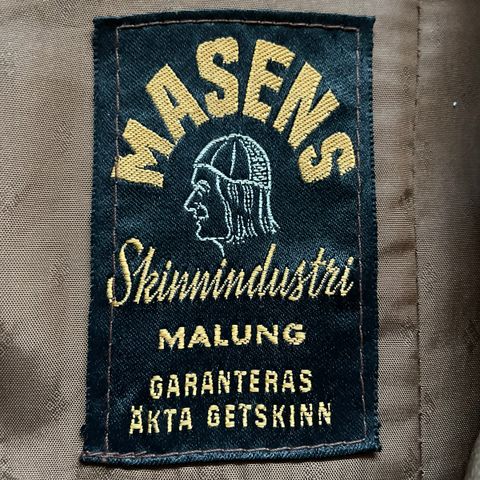 MASENS
Skinnindustri
MALUNG
GARANTERAS
ÄKTA GETSKINN